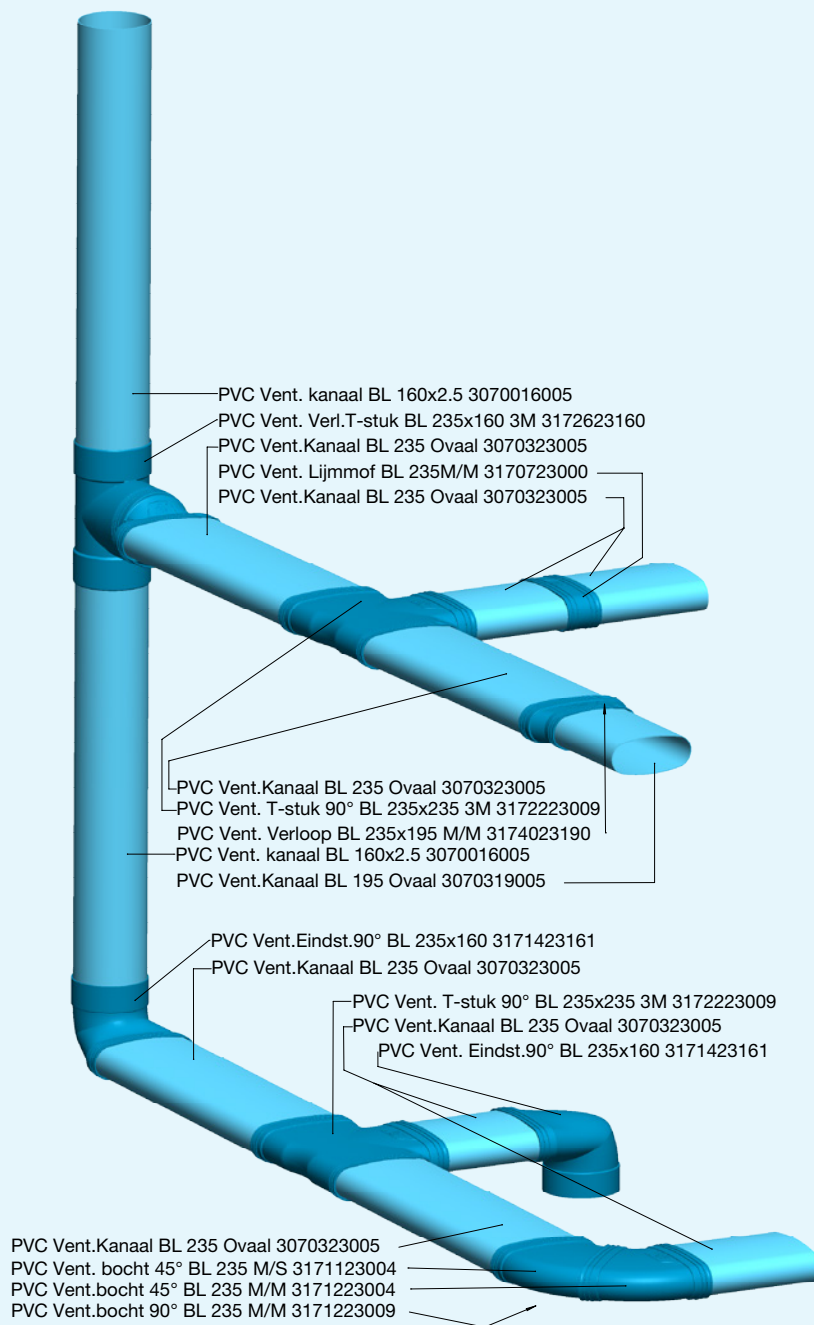 PVC Vent. kanaal BL 160x2.5 3070016005
PVC Vent. Verl.T-stuk BL 235x160 3M 3172623160
PVC Vent.Kanaal BL 235 Ovaal 3070323005
PVC Vent. Lijmmof BL 235M/M 3170723000
PVC Vent.Kanaal BL 235 Ovaal 3070323005
PVC Vent.Kanaal BL 235 Ovaal 3070323005
PVC Vent. T-stuk 90° BL 235x235 3M 3172223009
PVC Vent. Verloop BL 235x195 M/M 3174023190
PVC Vent. kanaal BL 160x2.5 3070016005
PVC Vent.Kanaal BL 195 Ovaal 3070319005
PVC Vent.Eindst.90° BL 235x160 3171423161
PVC Vent.Kanaal BL 235 Ovaal 3070323005
PVC Vent. T-stuk 90° BL 235x235 3M 3172223009
PVC Vent.Kanaal BL 235 Ovaal 3070323005
PVC Vent. Eindst.90° BL 235x160 3171423161
PVC Vent.Kanaal BL 235 Ovaal 3070323005
PVC Vent. bocht 45° BL 235 M/S 3171123004
PVC Vent.bocht 45° BL 235 M/M 3171223004
PVC Vent.bocht 90° BL 235 M/M 3171223009